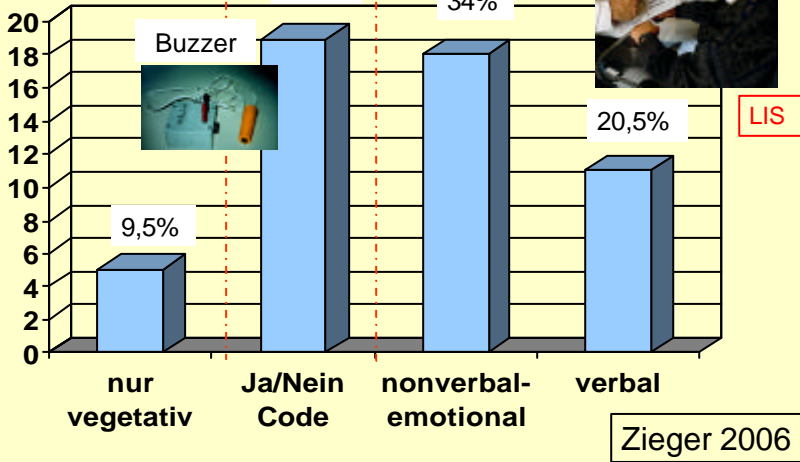 34%
20
18
16
14
12
10
8
6
4
2
0
Buzzer
LIS
20,5%
9,5%
nur
vegetativ
Ja/Nein
Code
nonverbal-
emotional
verbal
Zieger 2006